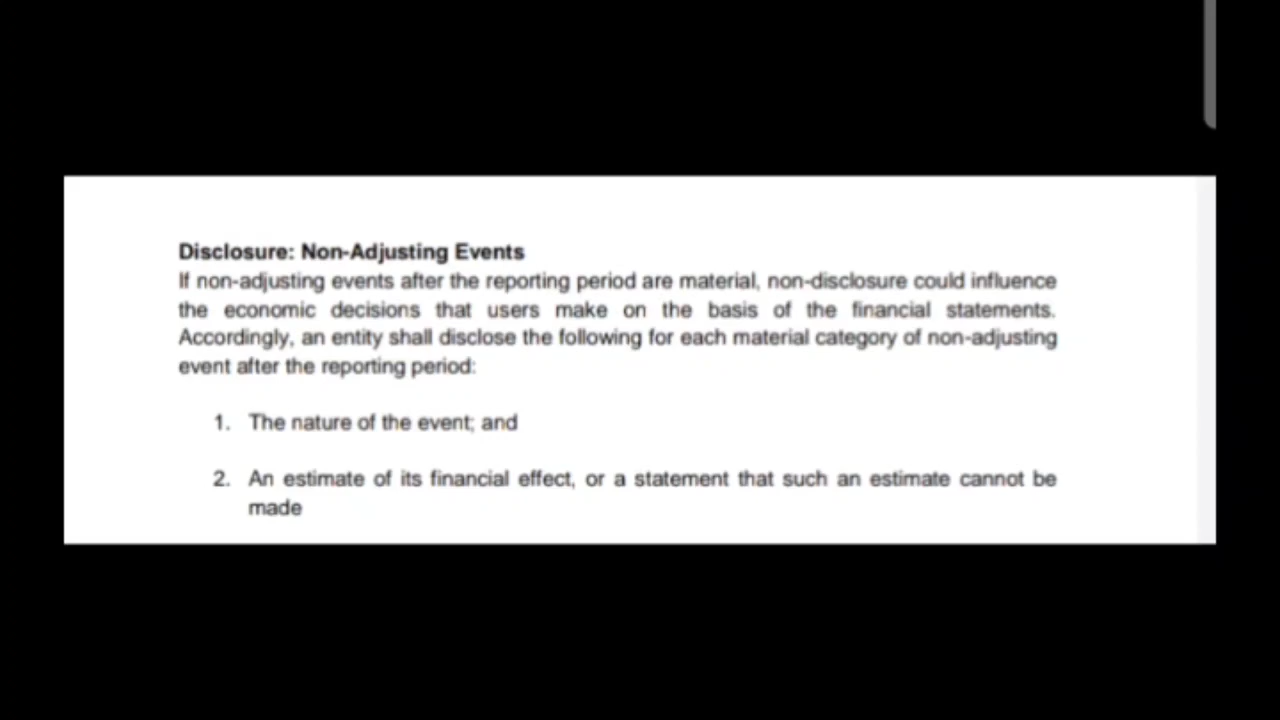 Disclosure: Non-Adjusting Events
If non-adjusting events after the reporting period are material, non-disclosure could influence
the economic decisions that users make on the basis of the financial statements.
Accordingly, an entity shall disclose the following for each material category of non-adjusting
event after the reporting period:
1. The nature of the event; and
2. An estimate of its financial effect, or a statement that such an estimate cannot be
made